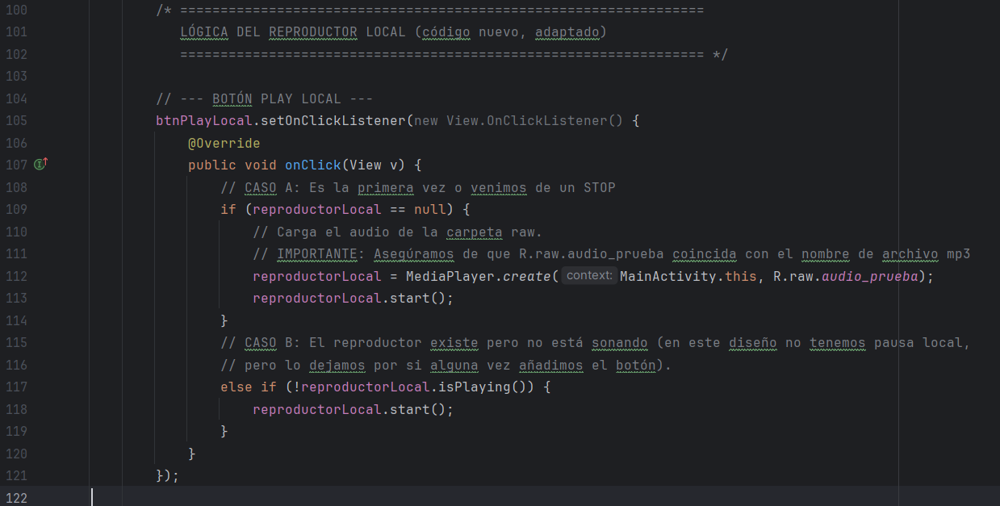 100 /* =================================================================
101 LÓGICA DEL REPRODUCTOR LOCAL (código nuevo, adaptado)
102 ================================================================= */
103
104 // --- BOTÓN PLAY LOCAL ---
105 btnPlayLocal.setOnClickListener(new View.OnClickListener() {
106 @Override
107 public void onClick(View v) {
108 // CASO A: Es la primera vez o venimos de un STOP
109 if (reproductorLocal == null) {
110 // Carga el audio de la carpeta raw.
111 // IMPORTANTE: Asegúramos de que R.raw.audio_prueba coincida con el nombre de archivo mp3
112 reproductorLocal = MediaPlayer.create( context: MainActivity.this, R.raw.audio_prueba);
113 reproductorLocal.start();
114 }
115 // CASO B: El reproductor existe pero no está sonando (en este diseño no tenemos pausa local,
116 // pero lo dejamos por si alguna vez añadimos el botón).
117 else if (!reproductorLocal.isPlaying()) {
118 reproductorLocal.start();
119 }
120 }
121 });
122